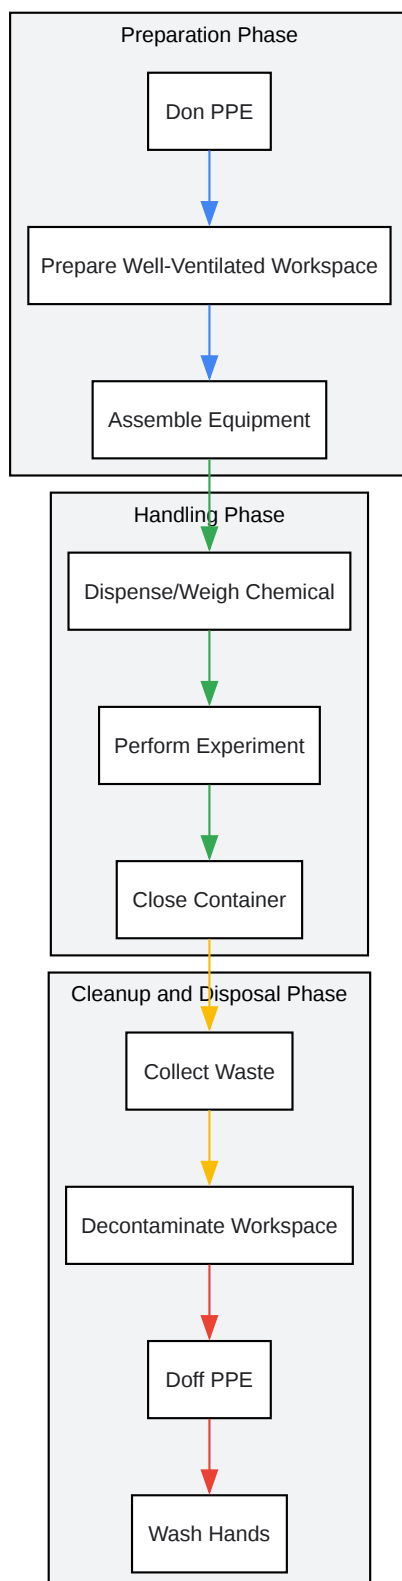 Preparation Phase
Don PPE
Prepare Well-Ventilated Workspace
Assemble Equipment
Handling Phase
Dispense/Weigh Chemical
Perform Experiment
Close Container
Cleanup and Disposal Phase
Collect Waste
Decontaminate Workspace
Doff PPE
Wash Hands